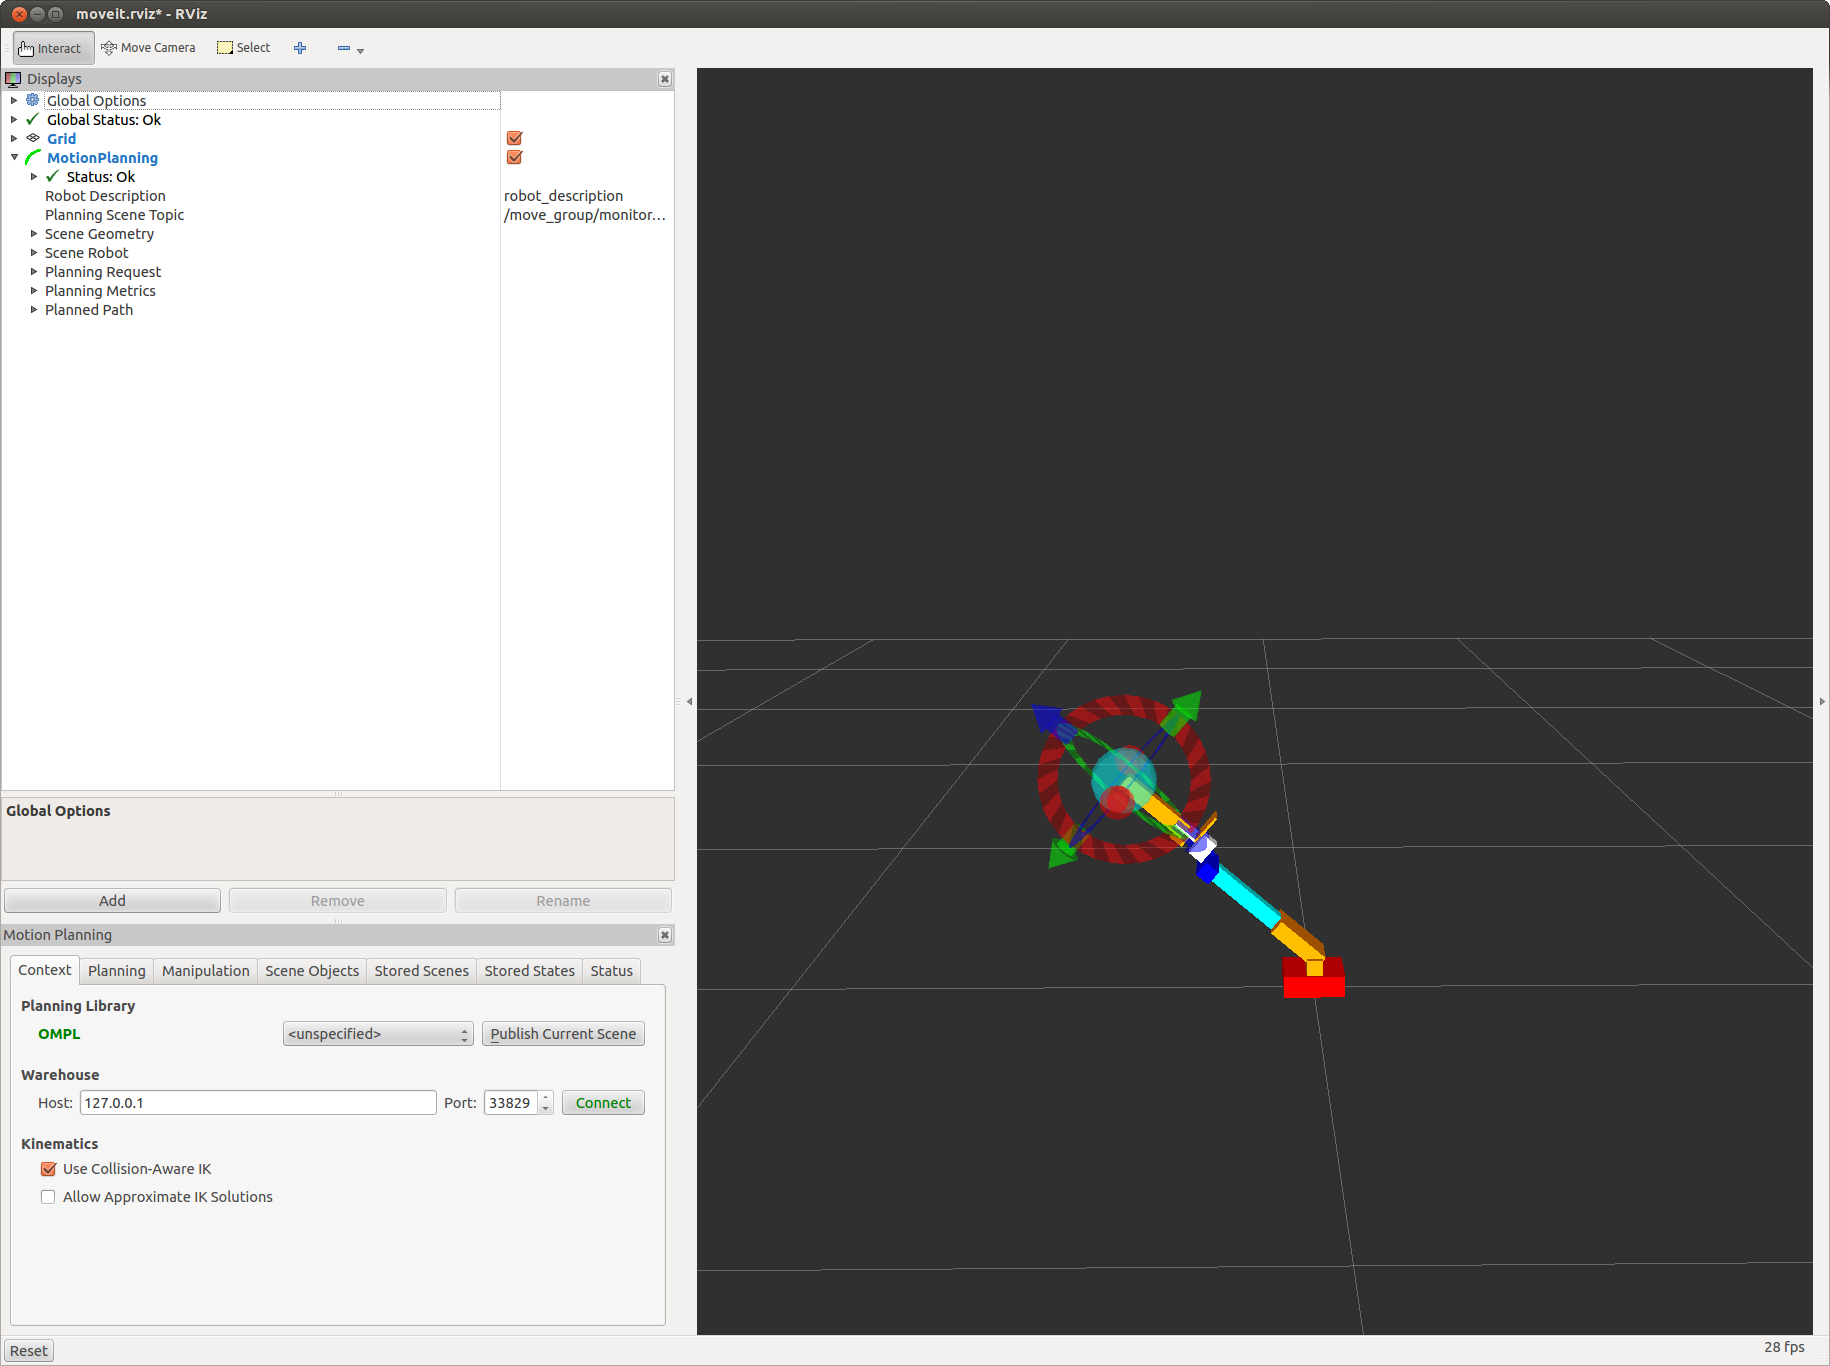 moveit.rviz* - RViz
Interact Move Camera Select
Displays
Global Options
Global Status: Ok
Grid
MotionPlanning
Status: Ok
Robot Description robot_description
Planning Scene Topic /move_group/monitor...
Scene Geometry
Scene Robot
Planning Request
Planning Metrics
Planned Path
Global Options
Add Remove Rename
Motion Planning
Context Planning Manipulation Scene Objects Stored Scenes Stored States Status
Planning Library
OMPL <unspecified> Publish Current Scene
Warehouse
Host: 127.0.0.1 Port: 33829 Connect
Kinematics
Use Collision-Aware IK
Allow Approximate IK Solutions
Reset 28 fps